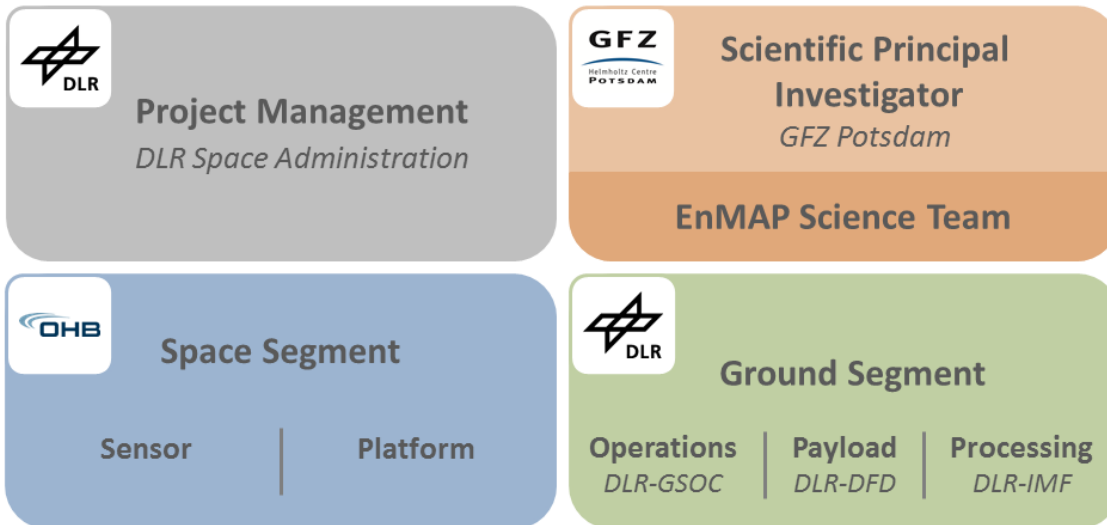 DLR
Project Management
DLR Space Administration
GFZ
Helmholtz Centre
POTSDAM
Scientific Principal
Investigator
GFZ Potsdam
EnMAP Science Team
OHB
Space Segment
Sensor
Platform
DLR
Ground Segment
Operations
DLR-GSOC
Payload
DLR-DFD
Processing
DLR-IMF